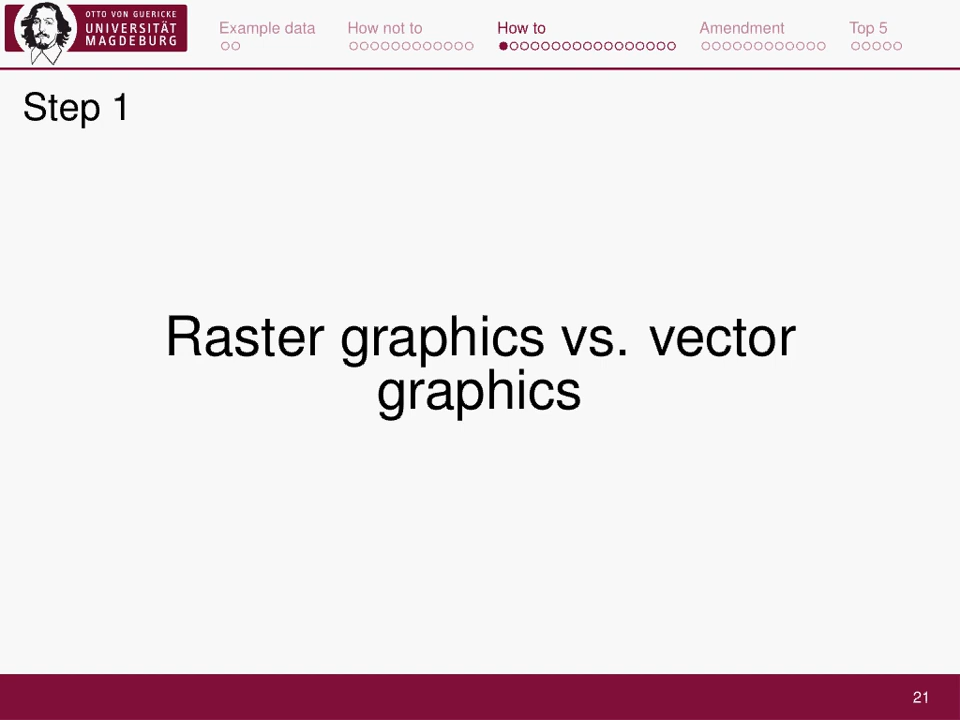 OTTO VON GUERICKE
UNIVERSITÄT
MAGDEBURG
Example data
How not to
How to
Amendment
Top 5
Step 1
Raster graphics vs. vector
graphics
21